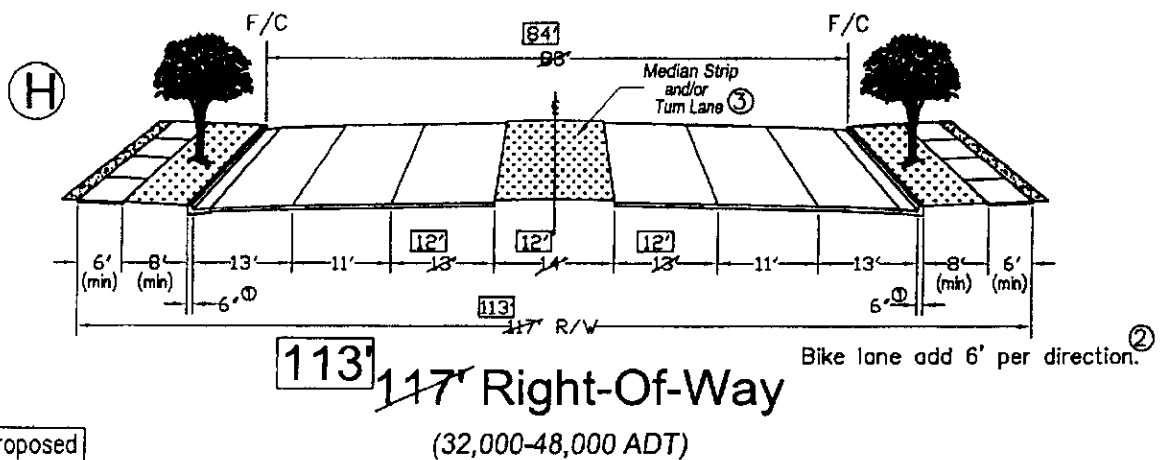 F/C
84'
88'
F/C
H
Median Strip
and/or
Turn Lane ③
6' 8' 13' 11' 12' 13' 12' 14' 12' 13' 11' 13' 8' 6'
(min) (min) (min) (min)
6"① 6"①
113'
117' R/W
Bike lane add 6' per direction.②
113' 117' Right-Of-Way
(32,000-48,000 ADT)
roposed